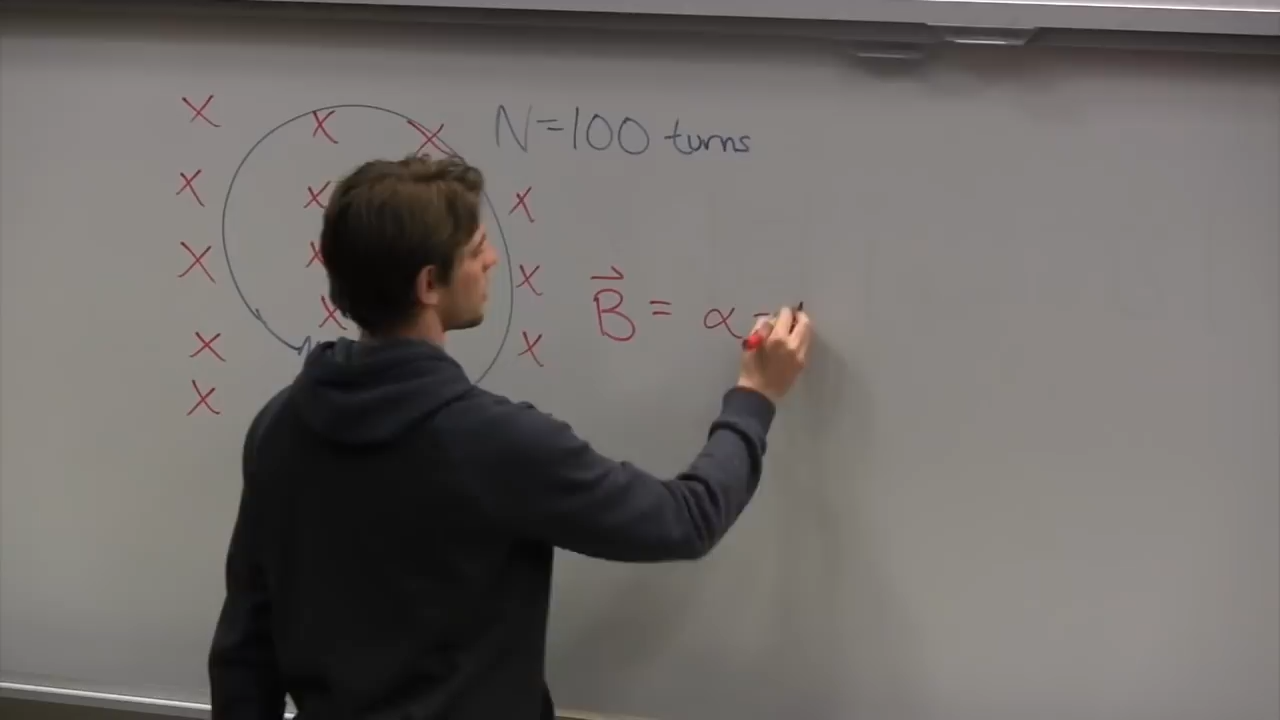 N=100 turns
X X X
X X X
X X X
X X X
X
B⃗ = α -